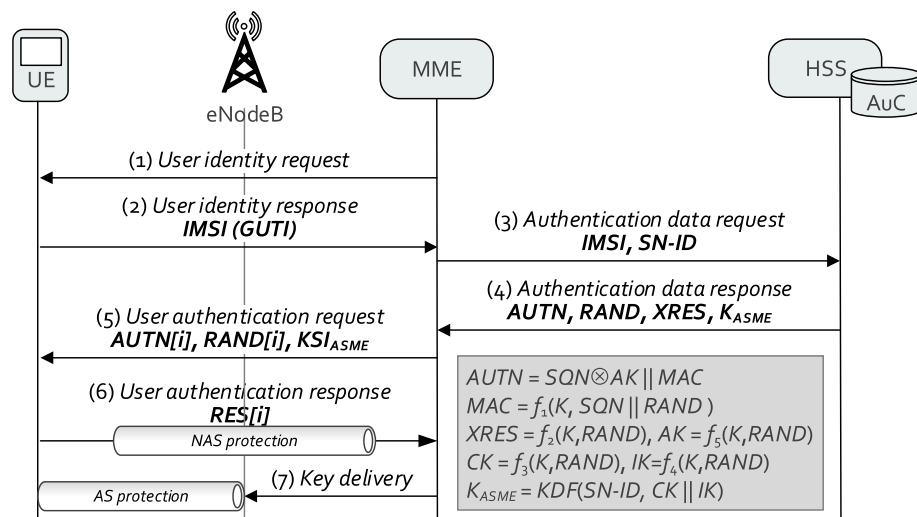 UE
eNodeB
MME
HSS
AuC
(1) User identity request
(2) User identity response
IMSI (GUTI)
(3) Authentication data request
IMSI, SN-ID
(4) Authentication data response
AUTN, RAND, XRES, K_ASME
(5) User authentication request
AUTN[i], RAND[i], KSI_ASME
(6) User authentication response
RES[i]
NAS protection
(7) Key delivery
AS protection
AUTN = SQN⊗AK || MAC
MAC = f₁(K, SQN || RAND )
XRES = f₂(K,RAND), AK = f₅(K,RAND)
CK = f₃(K,RAND), IK=f₄(K,RAND)
K_ASME = KDF(SN-ID, CK || IK)